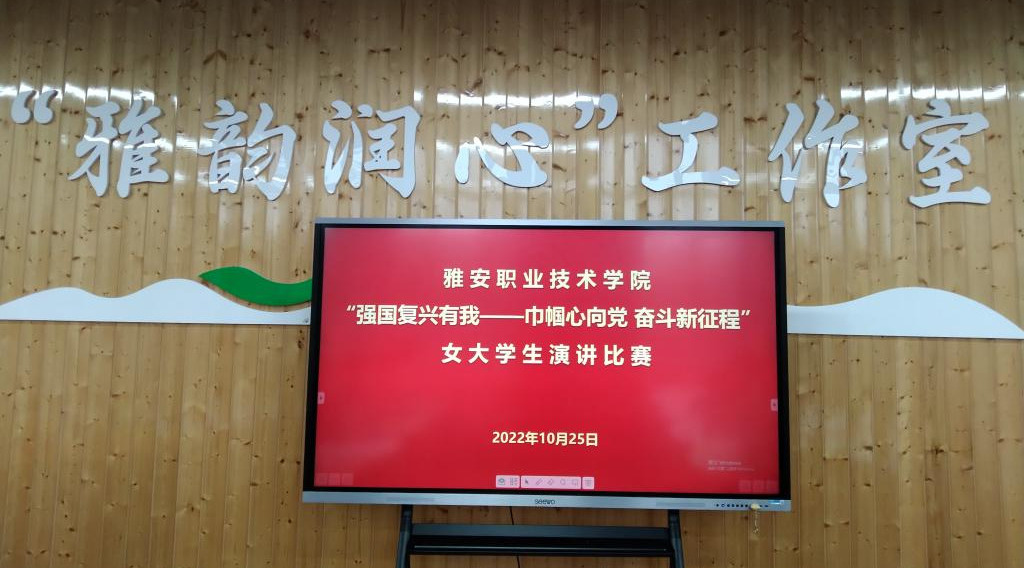 “雅韵润心”工作室
雅安职业技术学院
“强国复兴有我——巾帼心向党 奋斗新征程”
女大学生演讲比赛
2022年10月25日
seewo